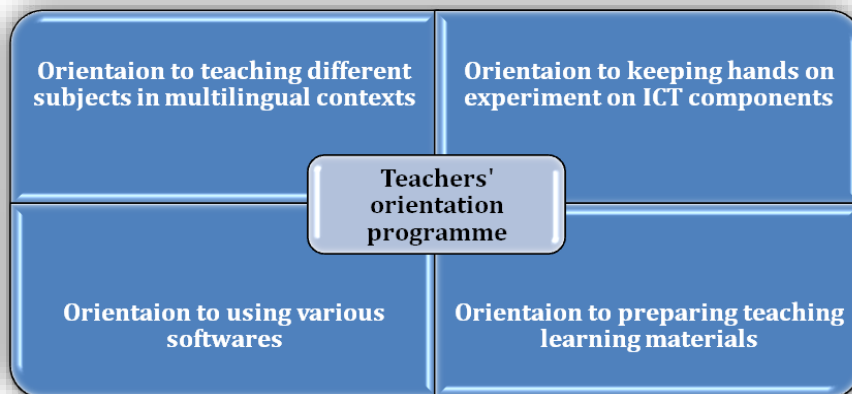 Orientaion to teaching different
subjects in multilingual contexts
Orientaion to keeping hands on
experiment on ICT components
Teachers'
orientation
programme
Orientaion to using various
softwares
Orientaion to preparing teaching
learning materials